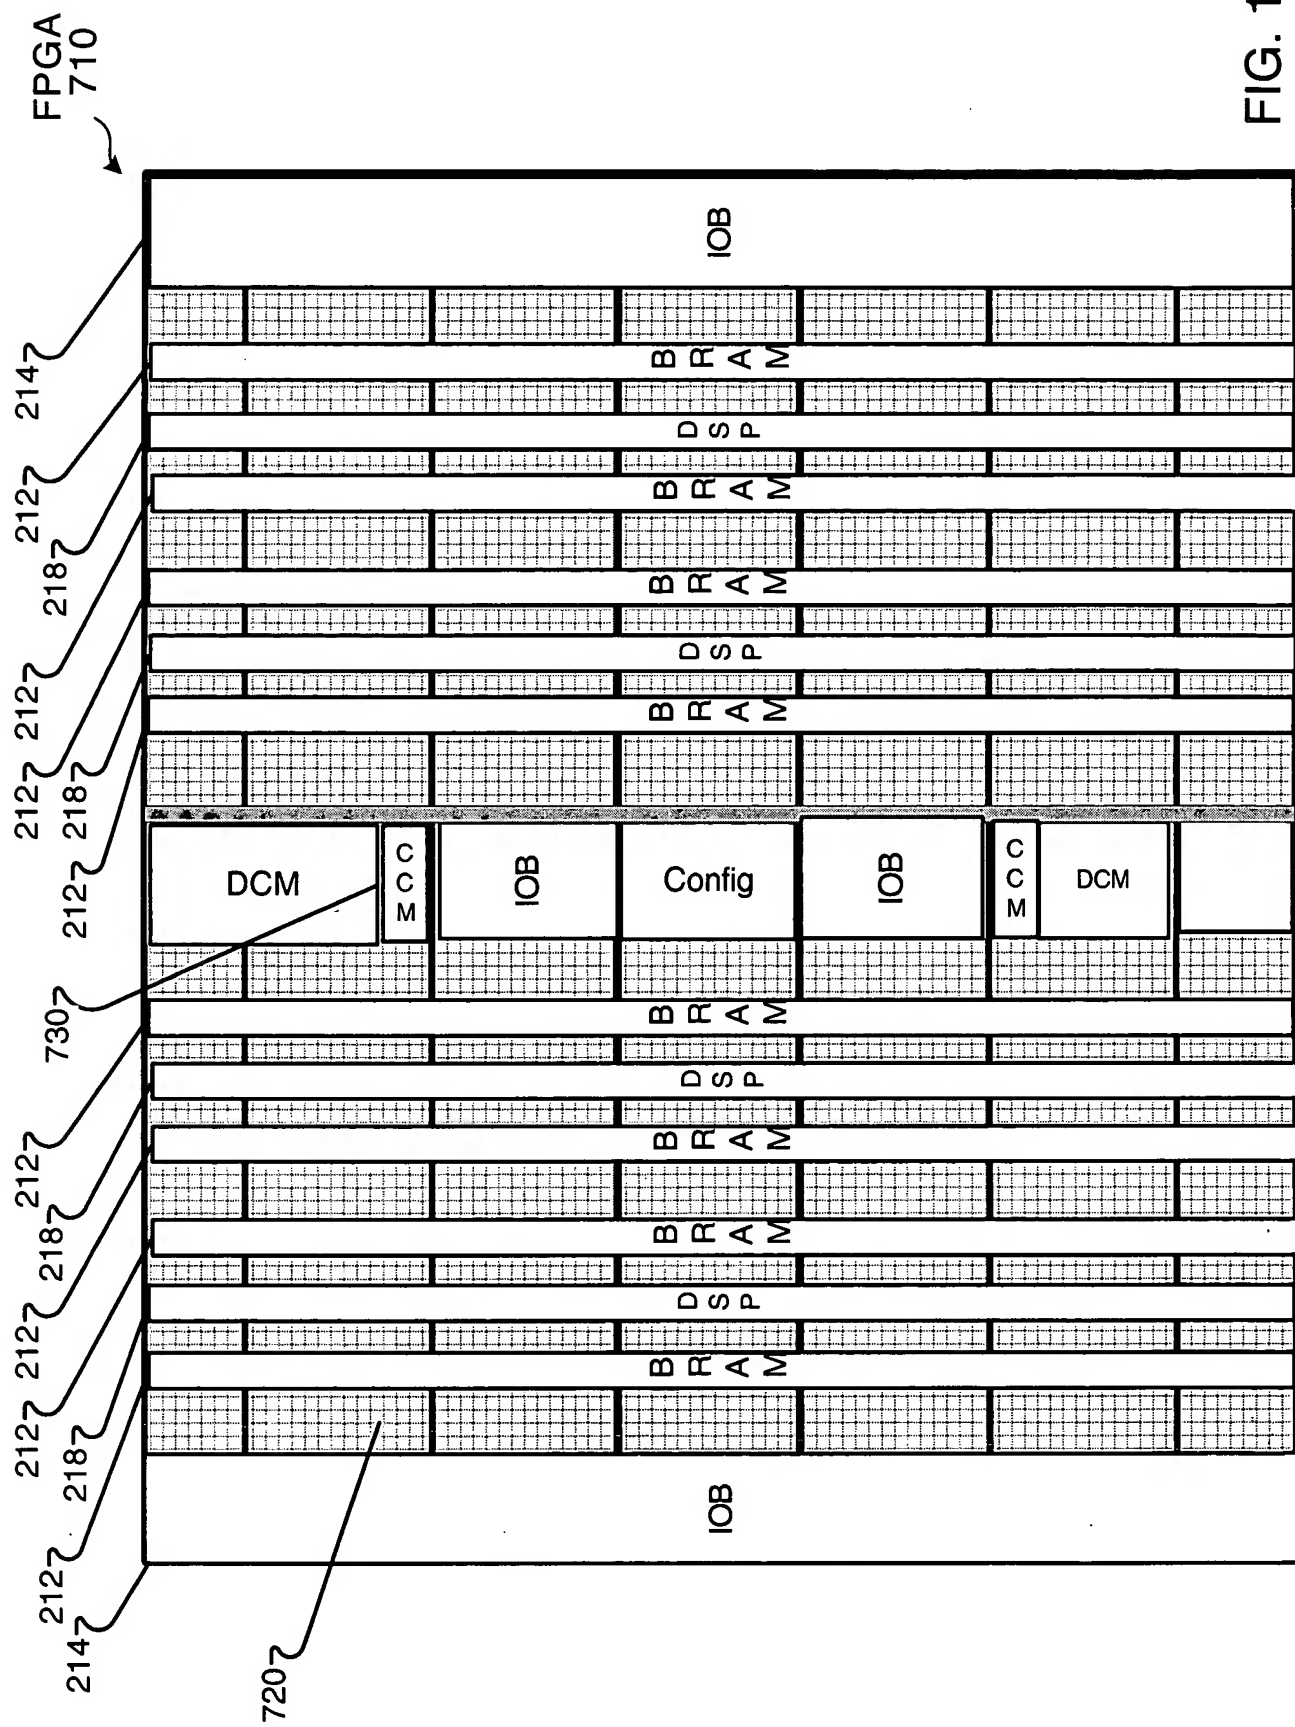 FPGA
710
720
214
212
218
212
212
218
212
730
212
218
212
212
218
212
214
IOB
BRAM
DSP
BRAM
BRAM
DSP
BRAM
DCM
CCM
IOB
Config
IOB
CCM
DCM
BRAM
DSP
BRAM
BRAM
DSP
BRAM
IOB
FIG. 1